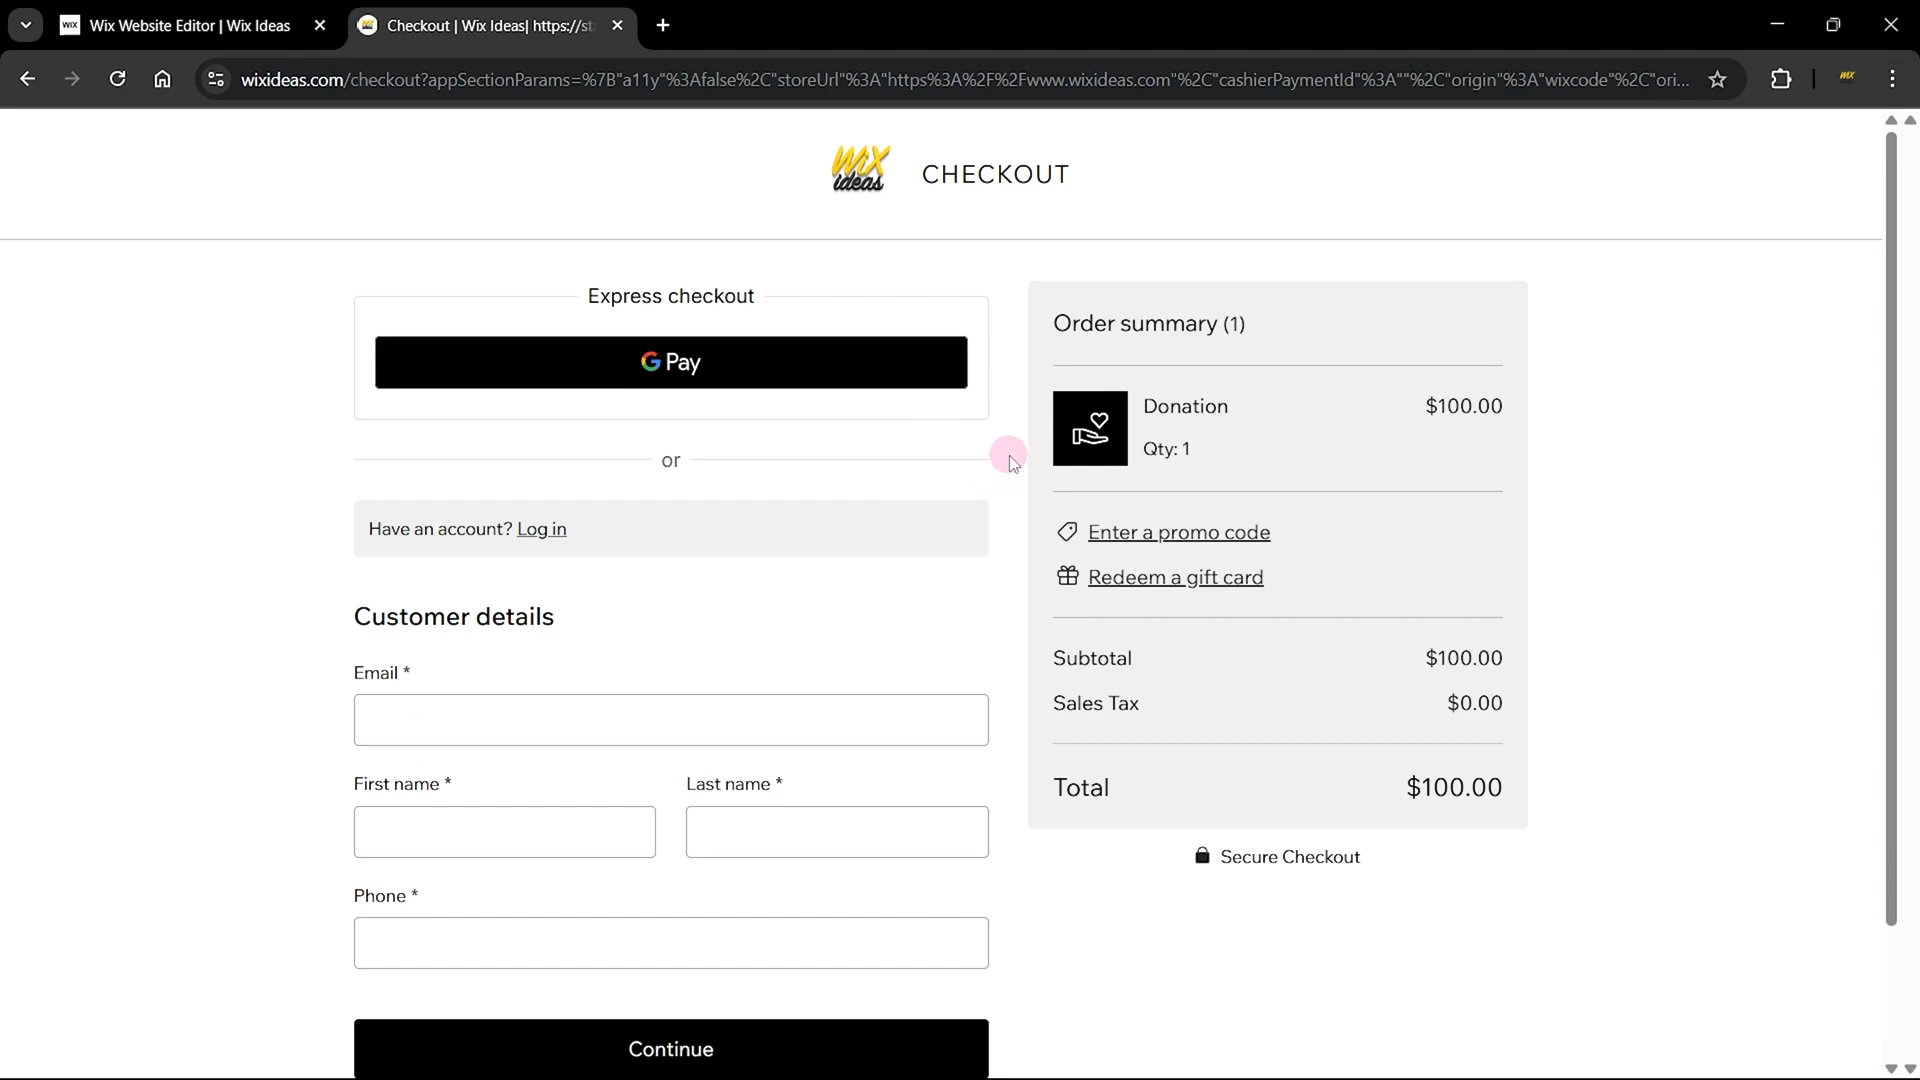 WIX Wix Website Editor | Wix Ideas
Checkout | Wix Ideas| https://st
wixideas.com/checkout?appSectionParams=%7B"a11y"%3Afalse%2C"storeUrl"%3A"https%3A%2F%2Fwww.wixideas.com"%2C"cashierPaymentId"%3A""%2C"origin"%3A"wixcode"%2C"ori...
WIX
WiX
ideas
CHECKOUT
Express checkout
G Pay
or
Have an account? Log in
Customer details
Email *
First name *
Last name *
Phone *
Continue
Order summary (1)
Donation $100.00
Qty: 1
Enter a promo code
Redeem a gift card
Subtotal $100.00
Sales Tax $0.00
Total $100.00
Secure Checkout